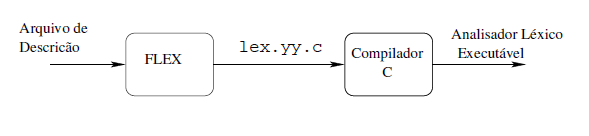 Arquivo de
Descricão
FLEX
lex.yy.c
Compilador
C
Analisador Léxico
Executável